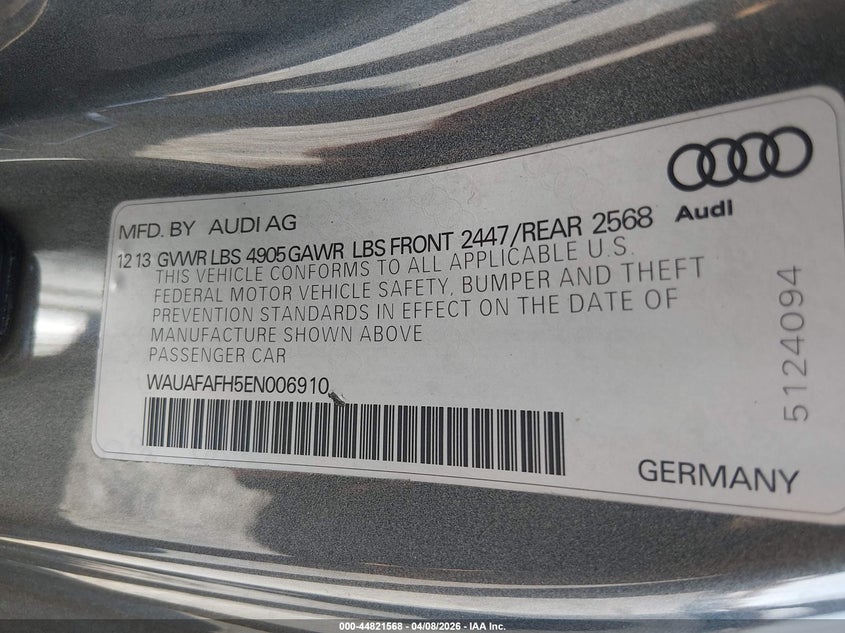 Audi
MFD. BY AUDI AG
12 13 GVWR LBS 4905 GAWR LBS FRONT 2447/REAR 2568
THIS VEHICLE CONFORMS TO ALL APPLICABLE U.S.
FEDERAL MOTOR VEHICLE SAFETY, BUMPER AND THEFT
PREVENTION STANDARDS IN EFFECT ON THE DATE OF
MANUFACTURE SHOWN ABOVE
PASSENGER CAR
WAUAFAFH5EN006910
5124094
GERMANY
000-44821568 - 04/08/2026 - IAA Inc.